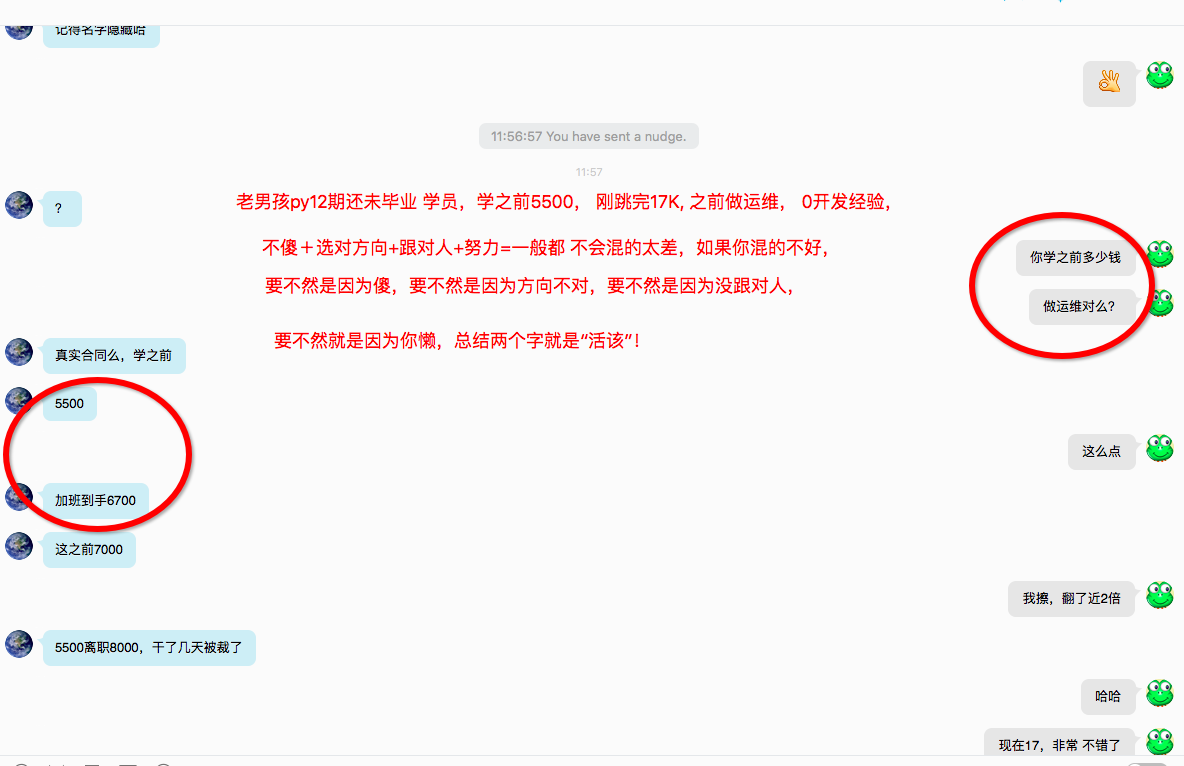 记得名字隐藏哈
11:56:57 You have sent a nudge.
11:57
?
老男孩py12期还未毕业 学员，学之前5500， 刚跳完17K, 之前做运维， 0开发经验，
不傻＋选对方向+跟对人+努力=一般都 不会混的太差，如果你混的不好，
你学之前多少钱
要不然是因为傻，要不然是因为方向不对，要不然是因为没跟对人，
做运维对么？
要不然就是因为你懒，总结两个字就是“活该”！
真实合同么，学之前
5500
这么点
加班到手6700
这之前7000
我擦，翻了近2倍
5500离职8000，干了几天被裁了
哈哈
现在17，非常 不错了